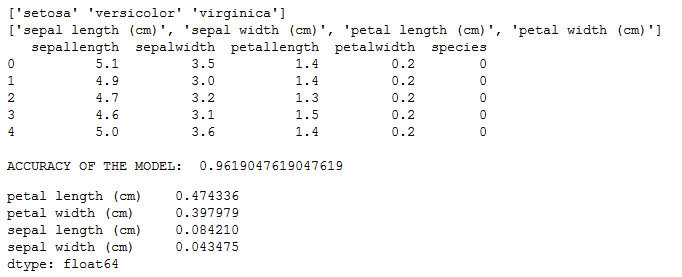 ['setosa' 'versicolor' 'virginica']
['sepal length (cm)', 'sepal width (cm)', 'petal length (cm)', 'petal width (cm)']
   sepallength  sepalwidth  petallength  petalwidth  species
0          5.1         3.5          1.4         0.2        0
1          4.9         3.0          1.4         0.2        0
2          4.7         3.2          1.3         0.2        0
3          4.6         3.1          1.5         0.2        0
4          5.0         3.6          1.4         0.2        0
ACCURACY OF THE MODEL:  0.9619047619047619
petal length (cm)    0.474336
petal width (cm)     0.397979
sepal length (cm)    0.084210
sepal width (cm)     0.043475
dtype: float64